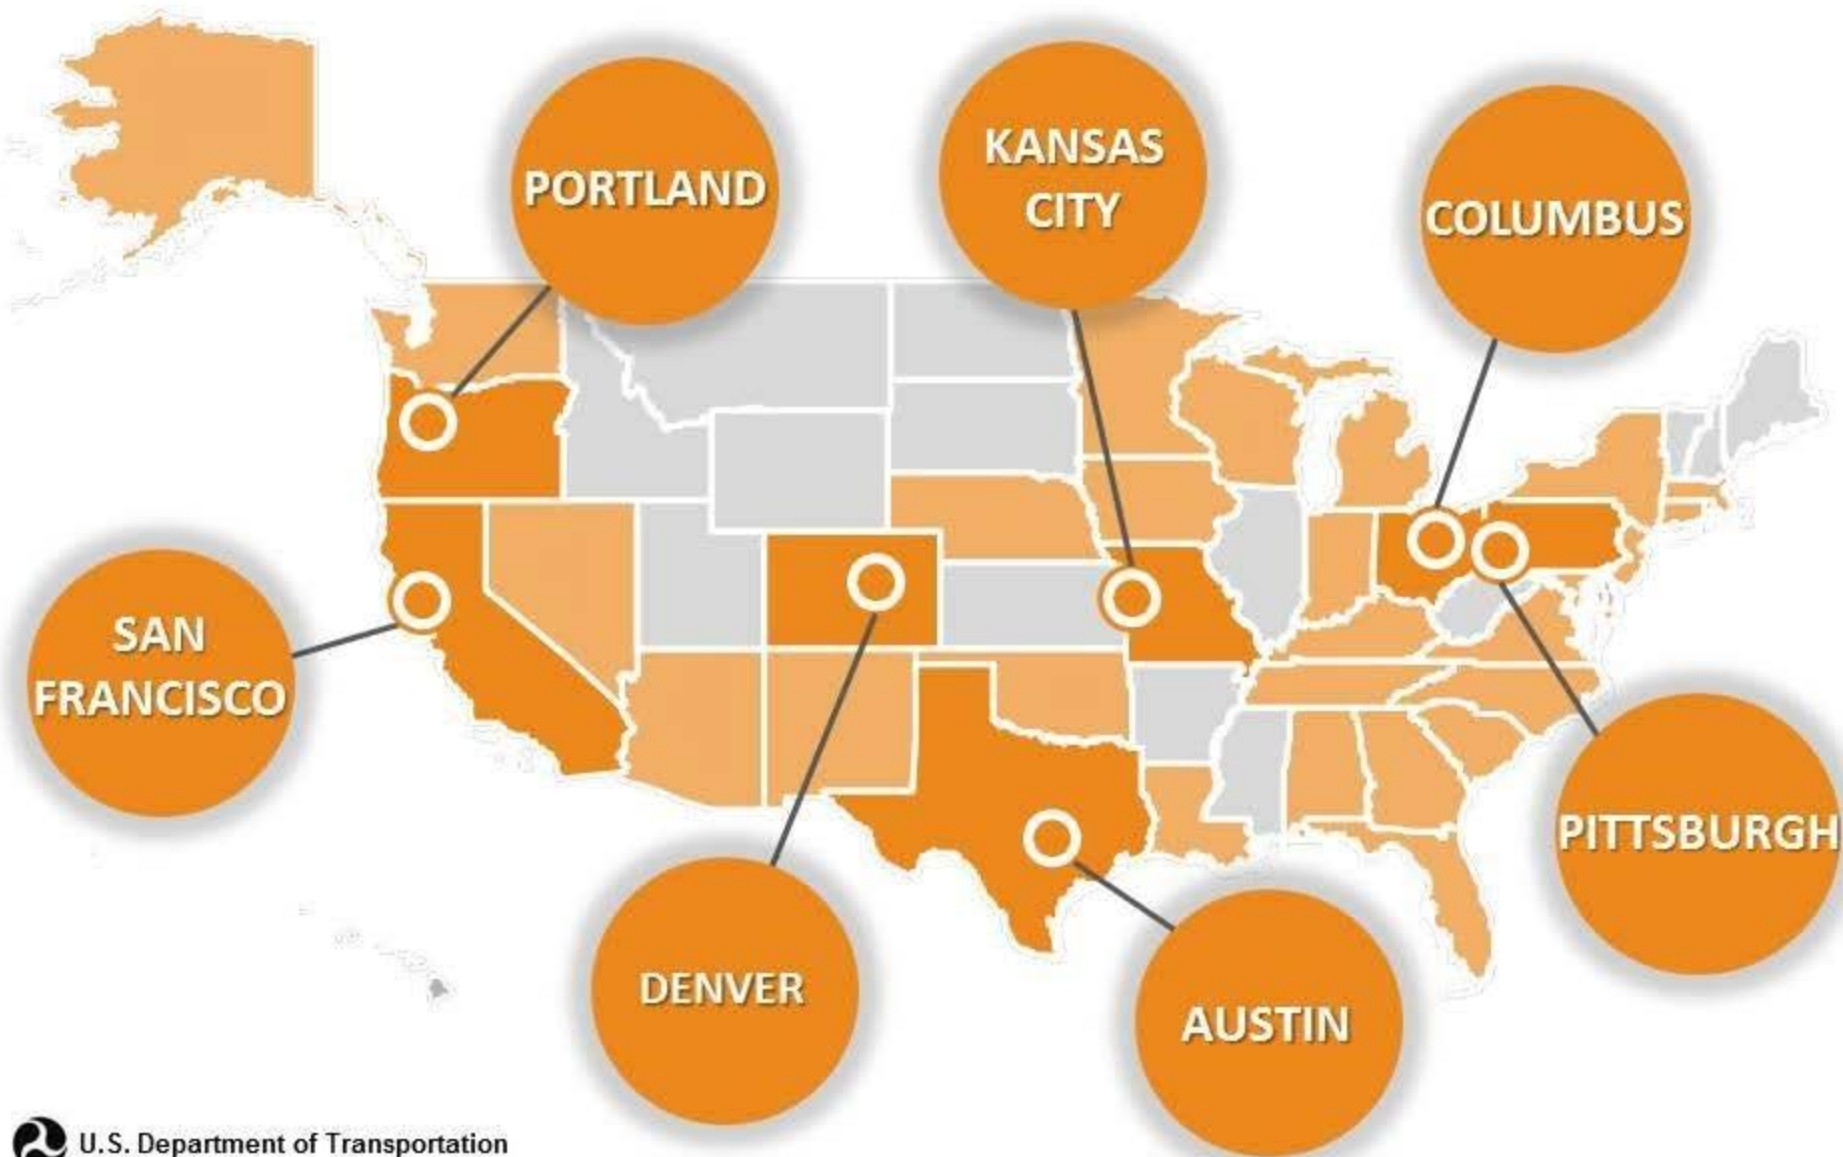 PORTLAND
KANSAS
CITY
COLUMBUS
SAN
FRANCISCO
PITTSBURGH
DENVER
AUSTIN
U.S. Department of Transportation